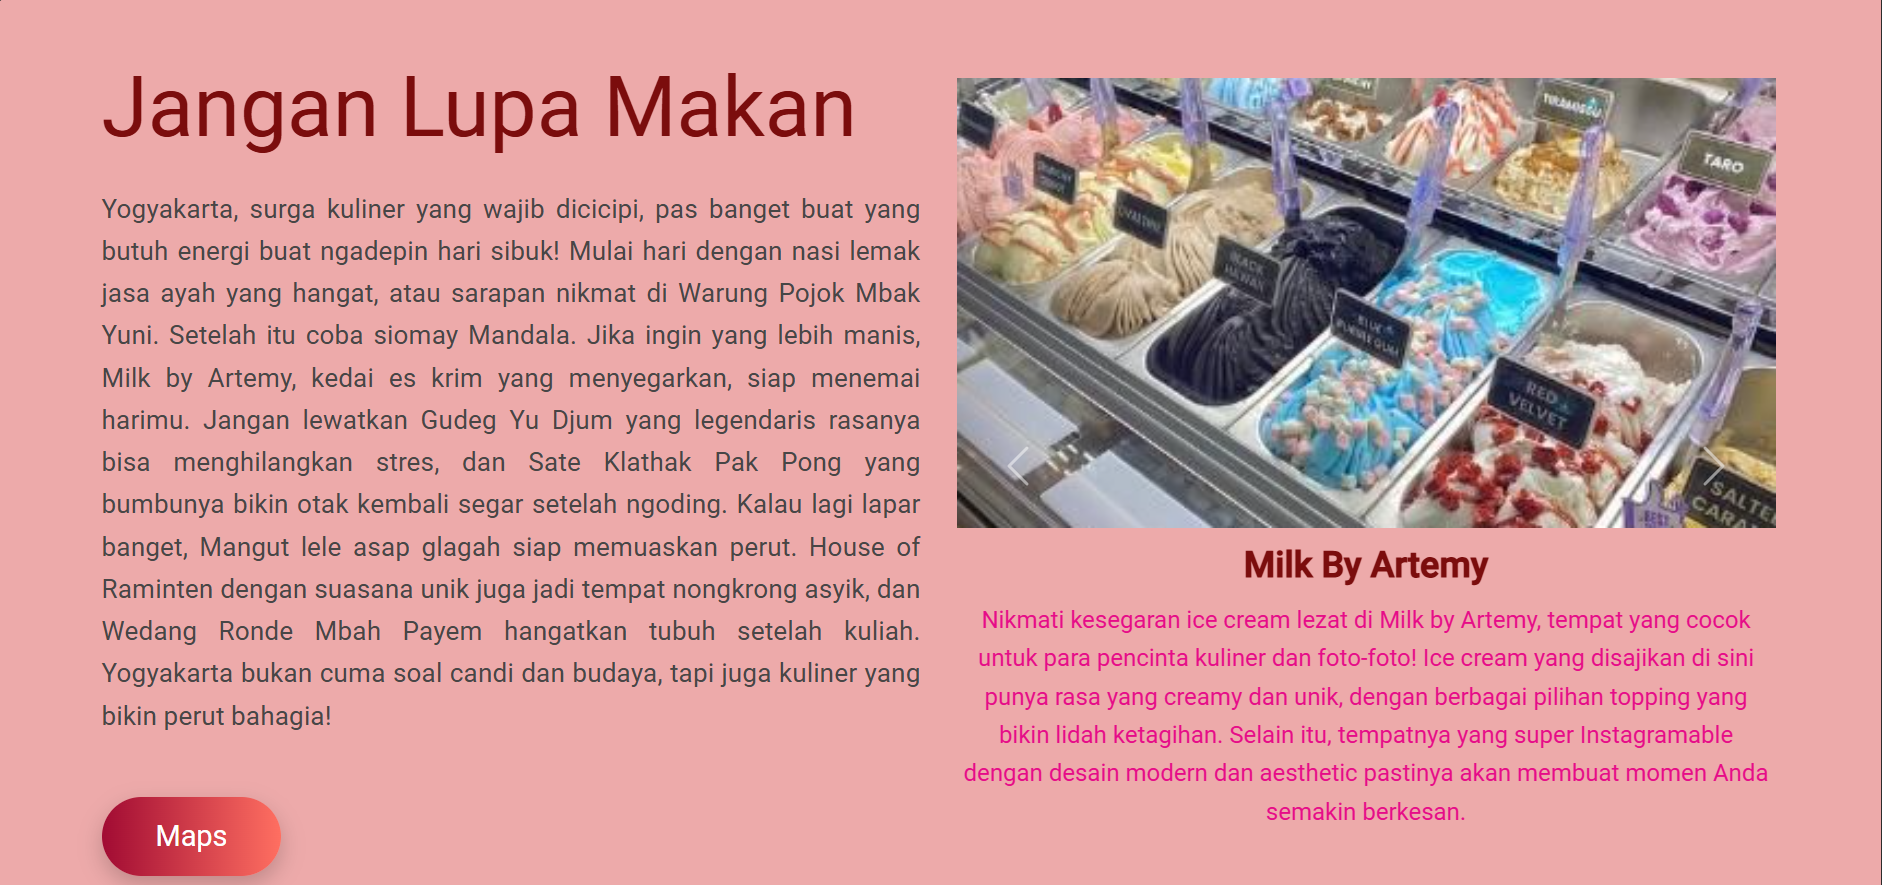 Jangan Lupa Makan
Yogyakarta, surga kuliner yang wajib dicicipi, pas banget buat yang
butuh energi buat ngadepin hari sibuk! Mulai hari dengan nasi lemak
jasa ayah yang hangat, atau sarapan nikmat di Warung Pojok Mbak
Yuni. Setelah itu coba siomay Mandala. Jika ingin yang lebih manis,
Milk by Artemy, kedai es krim yang menyegarkan, siap menemai
harimu. Jangan lewatkan Gudeg Yu Djum yang legendaris rasanya
bisa menghilangkan stres, dan Sate Klathak Pak Pong yang
bumbunya bikin otak kembali segar setelah ngoding. Kalau lagi lapar
banget, Mangut lele asap glagah siap memuaskan perut. House of
Raminten dengan suasana unik juga jadi tempat nongkrong asyik, dan
Wedang Ronde Mbah Payem hangatkan tubuh setelah kuliah.
Yogyakarta bukan cuma soal candi dan budaya, tapi juga kuliner yang
bikin perut bahagia!
Maps
TARO
BLACK
BLUE
BUBBLE GUM
RED
VELVET
SALTE
CARA
BEST
Milk By Artemy
Nikmati kesegaran ice cream lezat di Milk by Artemy, tempat yang cocok
untuk para pencinta kuliner dan foto-foto! Ice cream yang disajikan di sini
punya rasa yang creamy dan unik, dengan berbagai pilihan topping yang
bikin lidah ketagihan. Selain itu, tempatnya yang super Instagramable
dengan desain modern dan aesthetic pastinya akan membuat momen Anda
semakin berkesan.